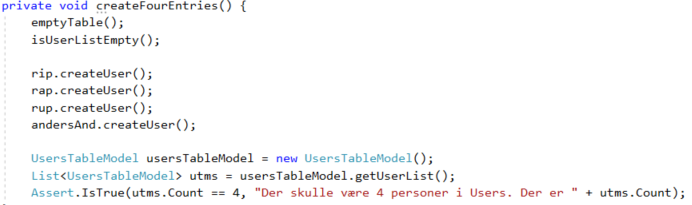 private void createFourEntries() {
emptyTable();
isUserListEmpty();
rip.createUser();
rap.createUser();
rup.createUser();
andersAnd.createUser();
UsersTableModel usersTableModel = new UsersTableModel();
List<UsersTableModel> utms = usersTableModel.getUserList();
Assert.IsTrue(utms.Count == 4, "Der skulle være 4 personer i Users. Der er " + utms.Count);